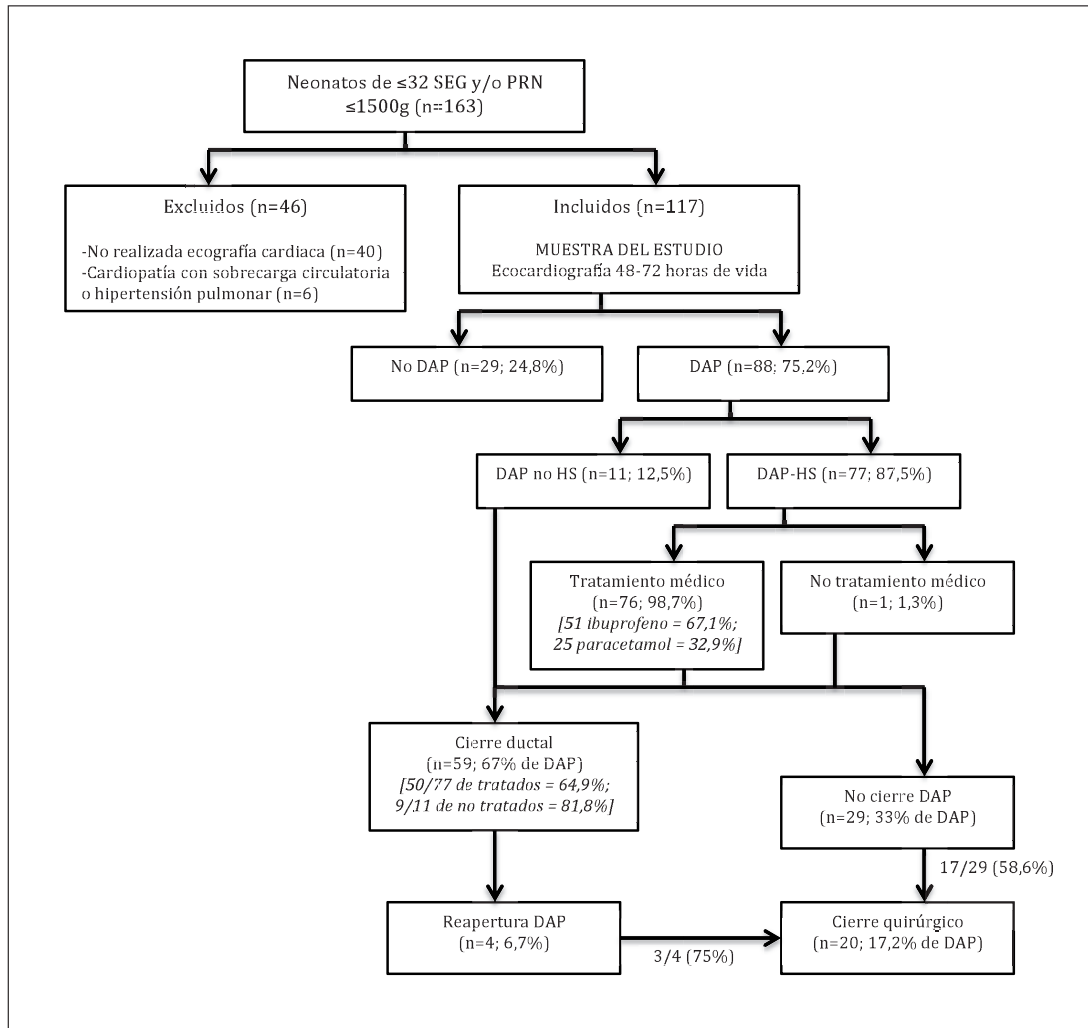 Neonatos de ≤32 SEG y/o PRN
≤1500g (n=163)
Excluidos (n=46)
-No realizada ecografía cardiaca (n=40)
-Cardiopatía con sobrecarga circulatoria
o hipertensión pulmonar (n=6)
Incluidos (n=117)
MUESTRA DEL ESTUDIO
Ecocardiografía 48-72 horas de vida
No DAP (n=29; 24,8%)
DAP (n=88; 75,2%)
DAP no HS (n=11; 12,5%)
DAP-HS (n=77; 87,5%)
Tratamiento médico
(n=76; 98,7%)
[51 ibuprofeno = 67,1%;
25 paracetamol = 32,9%]
No tratamiento médico
(n=1; 1,3%)
Cierre ductal
(n=59; 67% de DAP)
[50/77 de tratados = 64,9%;
9/11 de no tratados = 81,8%]
No cierre DAP
(n=29; 33% de DAP)
17/29 (58,6%)
Reapertura DAP
(n=4; 6,7%)
3/4 (75%)
Cierre quirúrgico
(n=20; 17,2% de DAP)